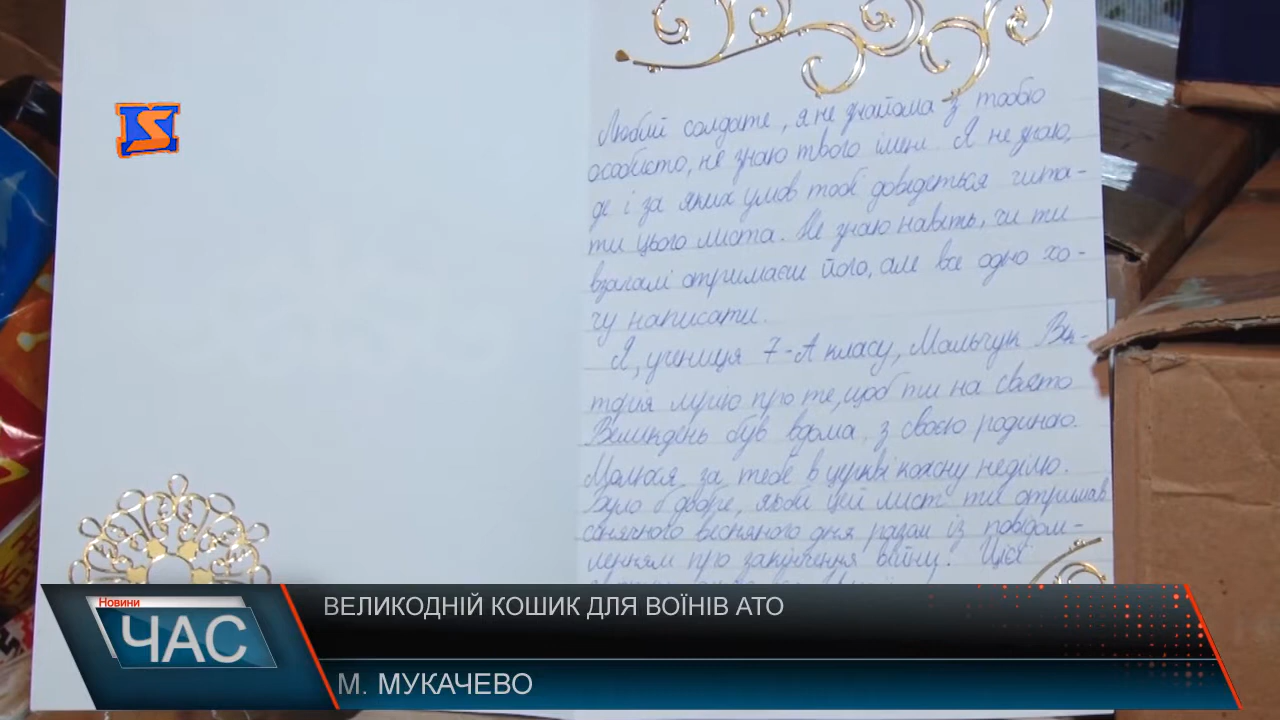 Любий солдате, я не знайома з тобою
особисто, не знаю твого імені. Я не знаю,
де і за яких умов тобі доведеться чита-
ти цього листа. Не знаю навіть, чи ти
взагалі отримаєш його, але все одно хо-
чу написати.
Я, учениця 7-А класу, Мальчук Вік-
торія мрію про те, щоб ти на свято
Великдень був вдома, з своєю родиною.
Молюся за тебе в церкві кожну неділю.
Було б добре, якби цей лист ти отримав
сонячного весняного дня разом із повідом-
ленням про закінчення війни. Цієї
Новини
ЧАС
ВЕЛИКОДНІЙ КОШИК ДЛЯ ВОЇНІВ АТО
М. МУКАЧЕВО